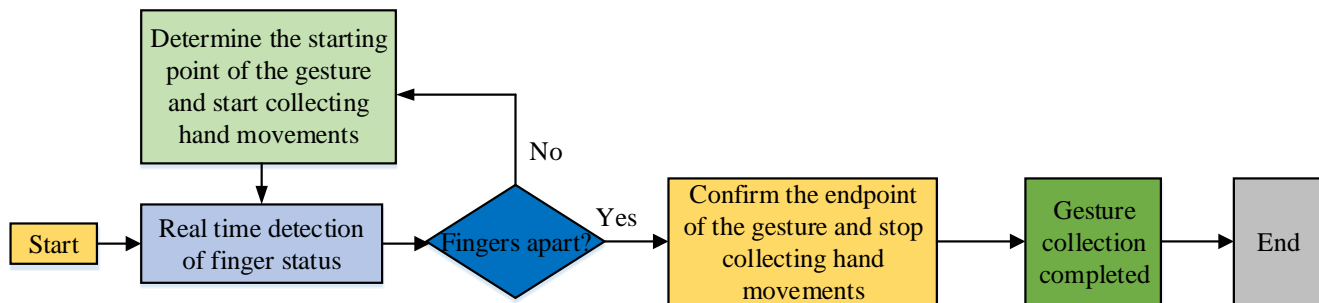 Determine the starting
point of the gesture
and start collecting
hand movements
No
Start
Real time detection
of finger status
Fingers apart?
Yes
Confirm the endpoint
of the gesture and stop
collecting hand
movements
Gesture
collection
completed
End